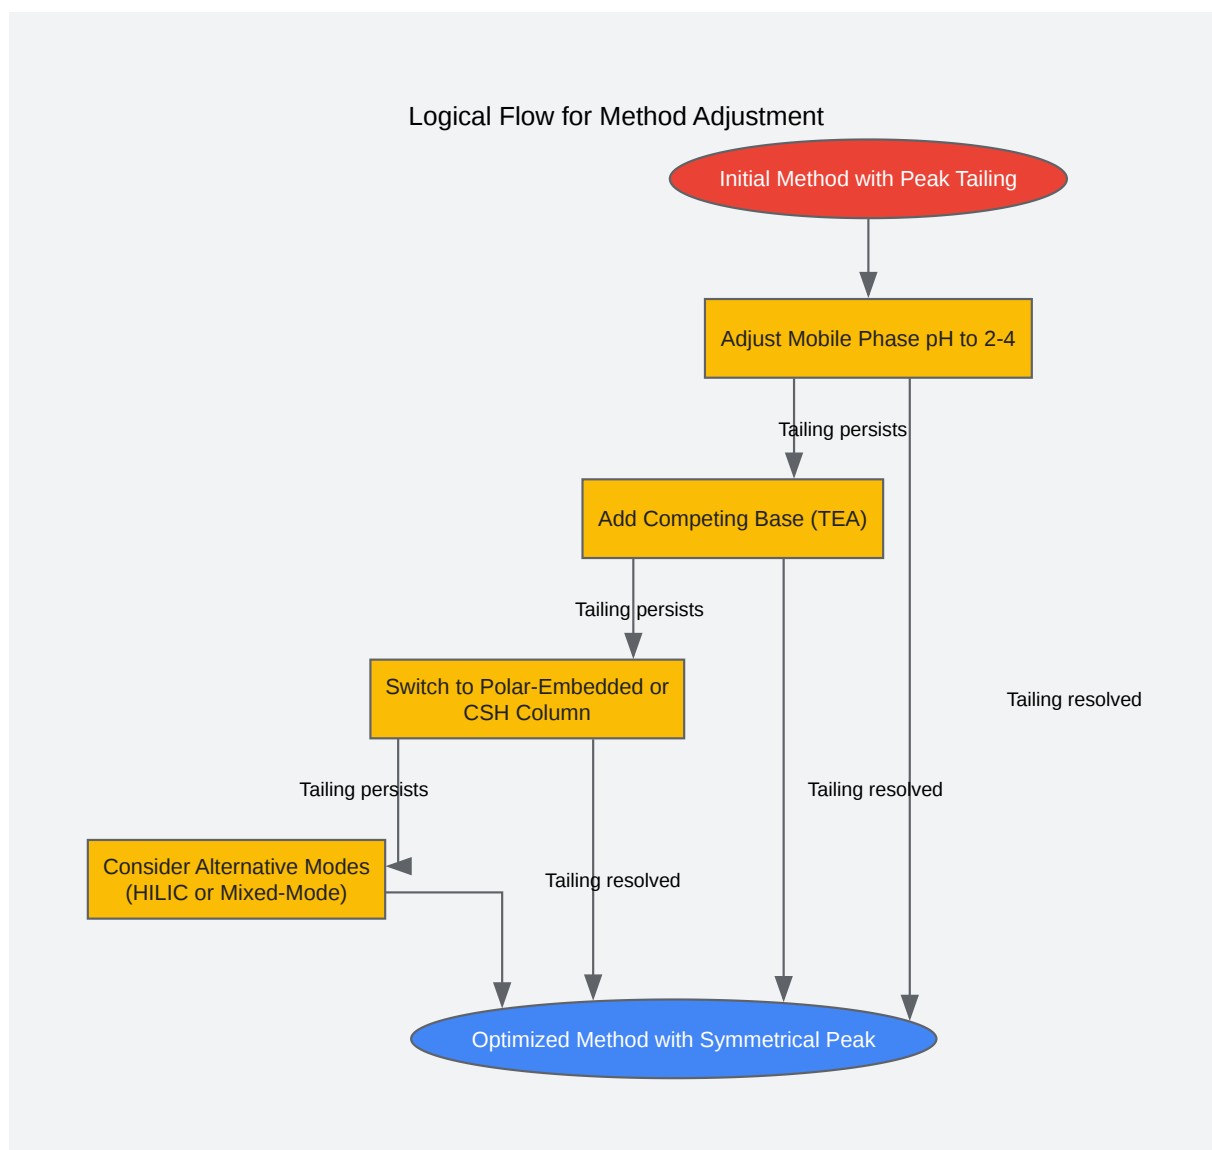 Logical Flow for Method Adjustment
Initial Method with Peak Tailing
Adjust Mobile Phase pH to 2-4
Tailing persists
Add Competing Base (TEA)
Tailing persists
Switch to Polar-Embedded or
CSH Column
Tailing resolved
Tailing persists
Tailing resolved
Consider Alternative Modes
(HILIC or Mixed-Mode)
Tailing resolved
Optimized Method with Symmetrical Peak